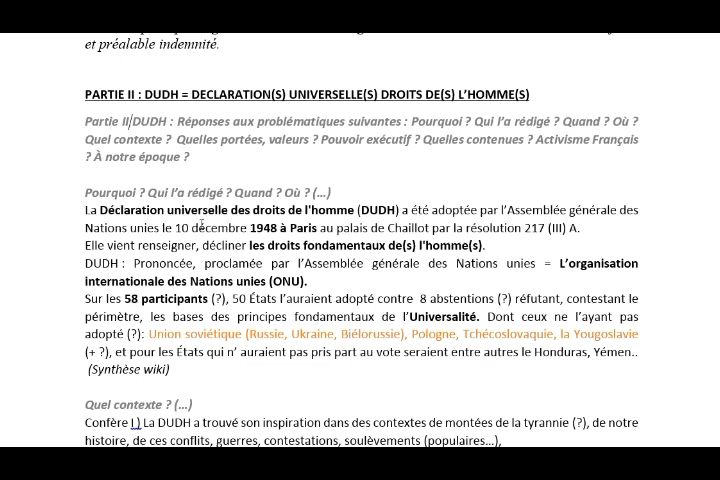 et préalable indemnité.
PARTIE II : DUDH = DECLARATION(S) UNIVERSELLE(S) DROITS DE(S) L'HOMME(S)
Partie II/DUDH : Réponses aux problématiques suivantes : Pourquoi ? Qui l'a rédigé ? Quand ? Où ?
Quel contexte ? Quelles portées, valeurs ? Pouvoir exécutif ? Quelles contenues ? Activisme Français
? À notre époque ?
Pourquoi ? Qui l'a rédigé ? Quand ? Où ? (…)
La Déclaration universelle des droits de l'homme (DUDH) a été adoptée par l'Assemblée générale des
Nations unies le 10 décembre 1948 à Paris au palais de Chaillot par la résolution 217 (III) A.
Elle vient renseigner, décliner les droits fondamentaux de(s) l'homme(s).
DUDH : Prononcée, proclamée par l'Assemblée générale des Nations unies = L'organisation
internationale des Nations unies (ONU).
Sur les 58 participants (?), 50 États l'auraient adopté contre 8 abstentions (?) réfutant, contestant le
périmètre, les bases des principes fondamentaux de l'Universalité. Dont ceux ne l'ayant pas
adopté (?): Union soviétique (Russie, Ukraine, Biélorussie), Pologne, Tchécoslovaquie, la Yougoslavie
(+ ?), et pour les États qui n' auraient pas pris part au vote seraient entre autres le Honduras, Yémen..
(Synthèse wiki)
Quel contexte ? (…)
Confère I.) La DUDH a trouvé son inspiration dans des contextes de montées de la tyrannie (?), de notre
histoire, de ces conflits, guerres, contestations, soulèvements (populaires…),